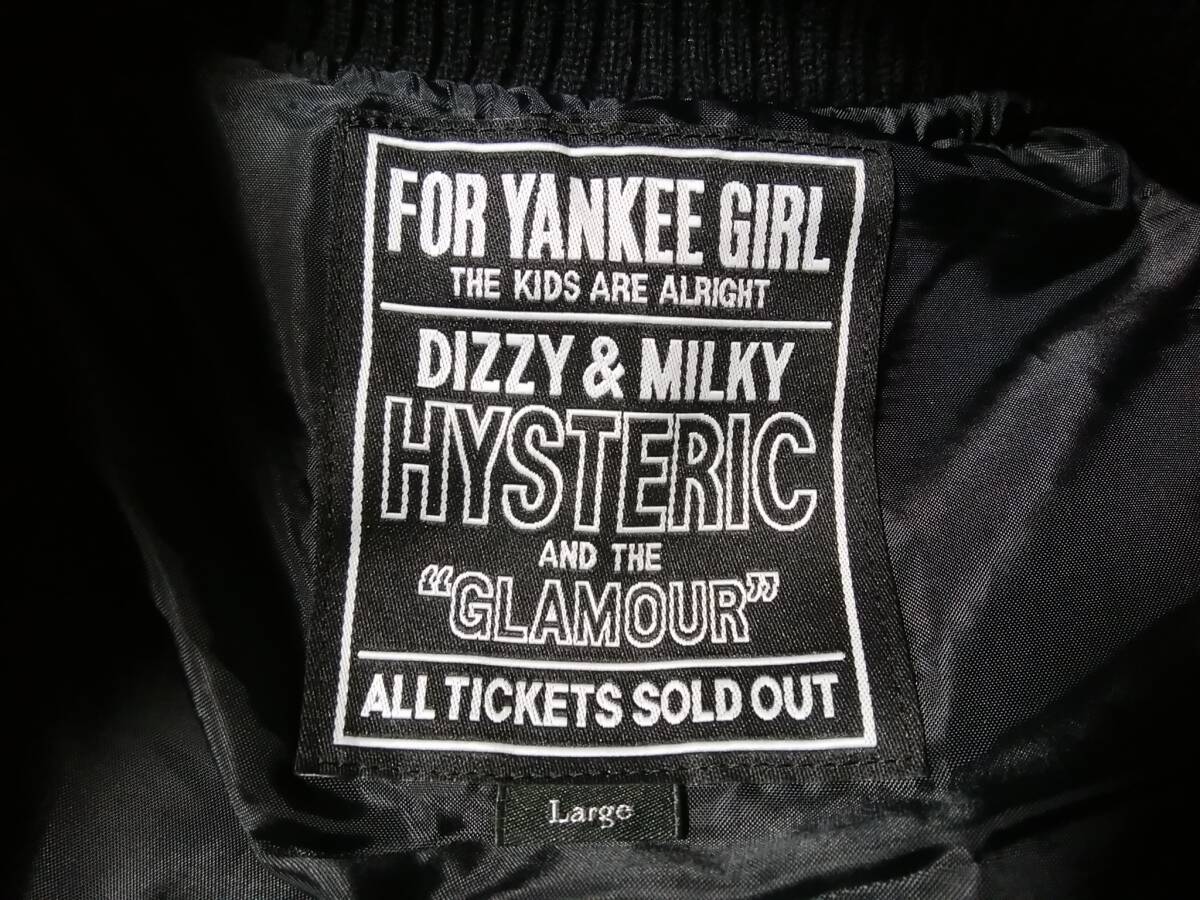 FOR YANKEE GIRL
THE KIDS ARE ALRIGHT
DIZZY & MILKY
HYSTERIC
AND THE
“GLAMOUR”
ALL TICKETS SOLD OUT
Large